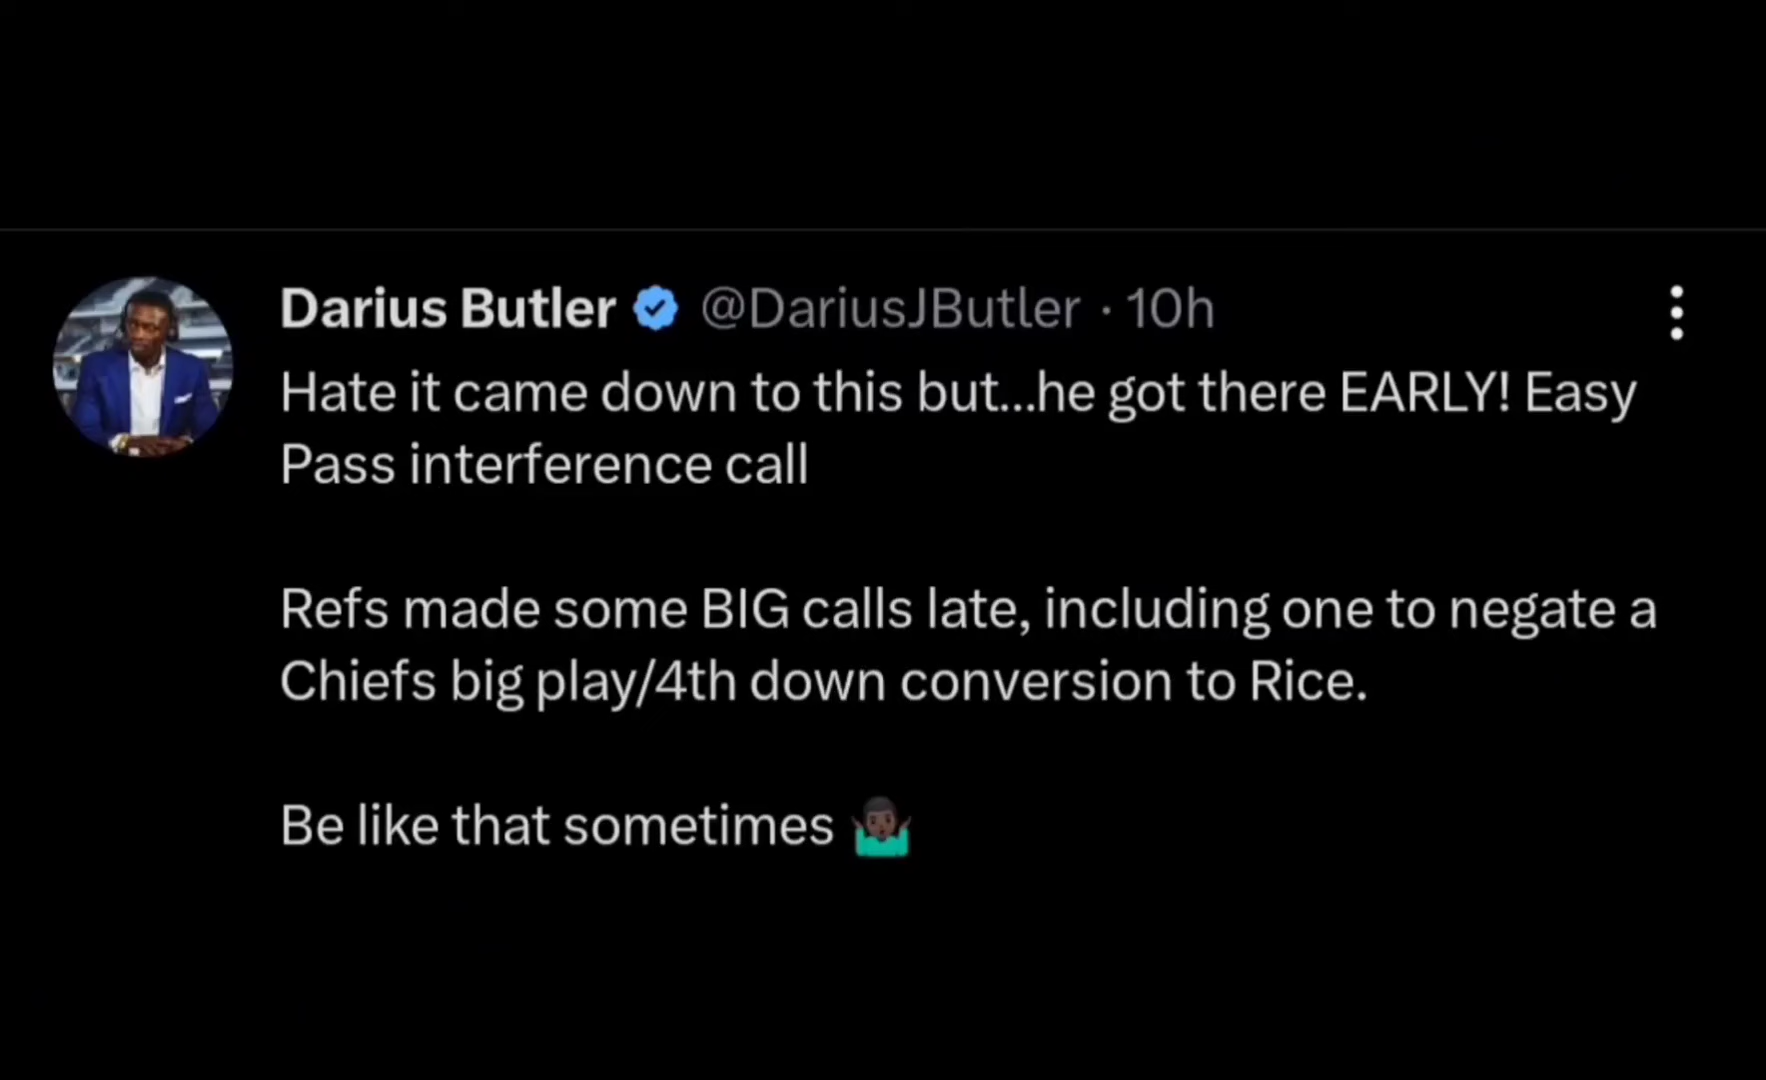 Darius Butler @DariusJButler · 10h
Hate it came down to this but...he got there EARLY! Easy
Pass interference call
Refs made some BIG calls late, including one to negate a
Chiefs big play/4th down conversion to Rice.
Be like that sometimes 🤷🏿‍♂️